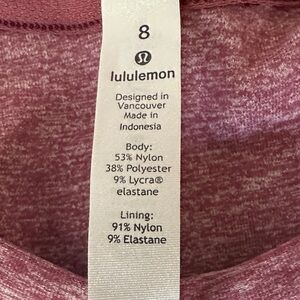 8
lululemon
Designed in
Vancouver
Made in
Indonesia
Body:
53% Nylon
38% Polyester
9% Lycra®
elastane
Lining:
91% Nylon
9% Elastane